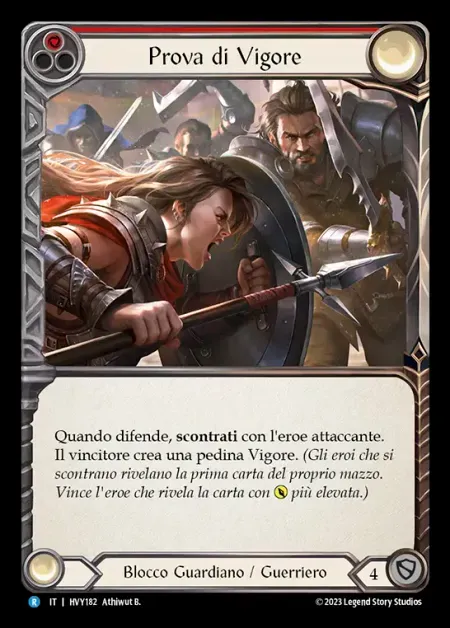 Prova di Vigore
Quando difende, scontrati con l'eroe attaccante.
Il vincitore crea una pedina Vigore. (Gli eroi che si
scontrano rivelano la prima carta del proprio mazzo.
Vince l'eroe che rivela la carta con più elevata.)
Blocco Guardiano / Guerriero
4
R IT | HVY182 Athiwut B.
© 2023 Legend Story Studios